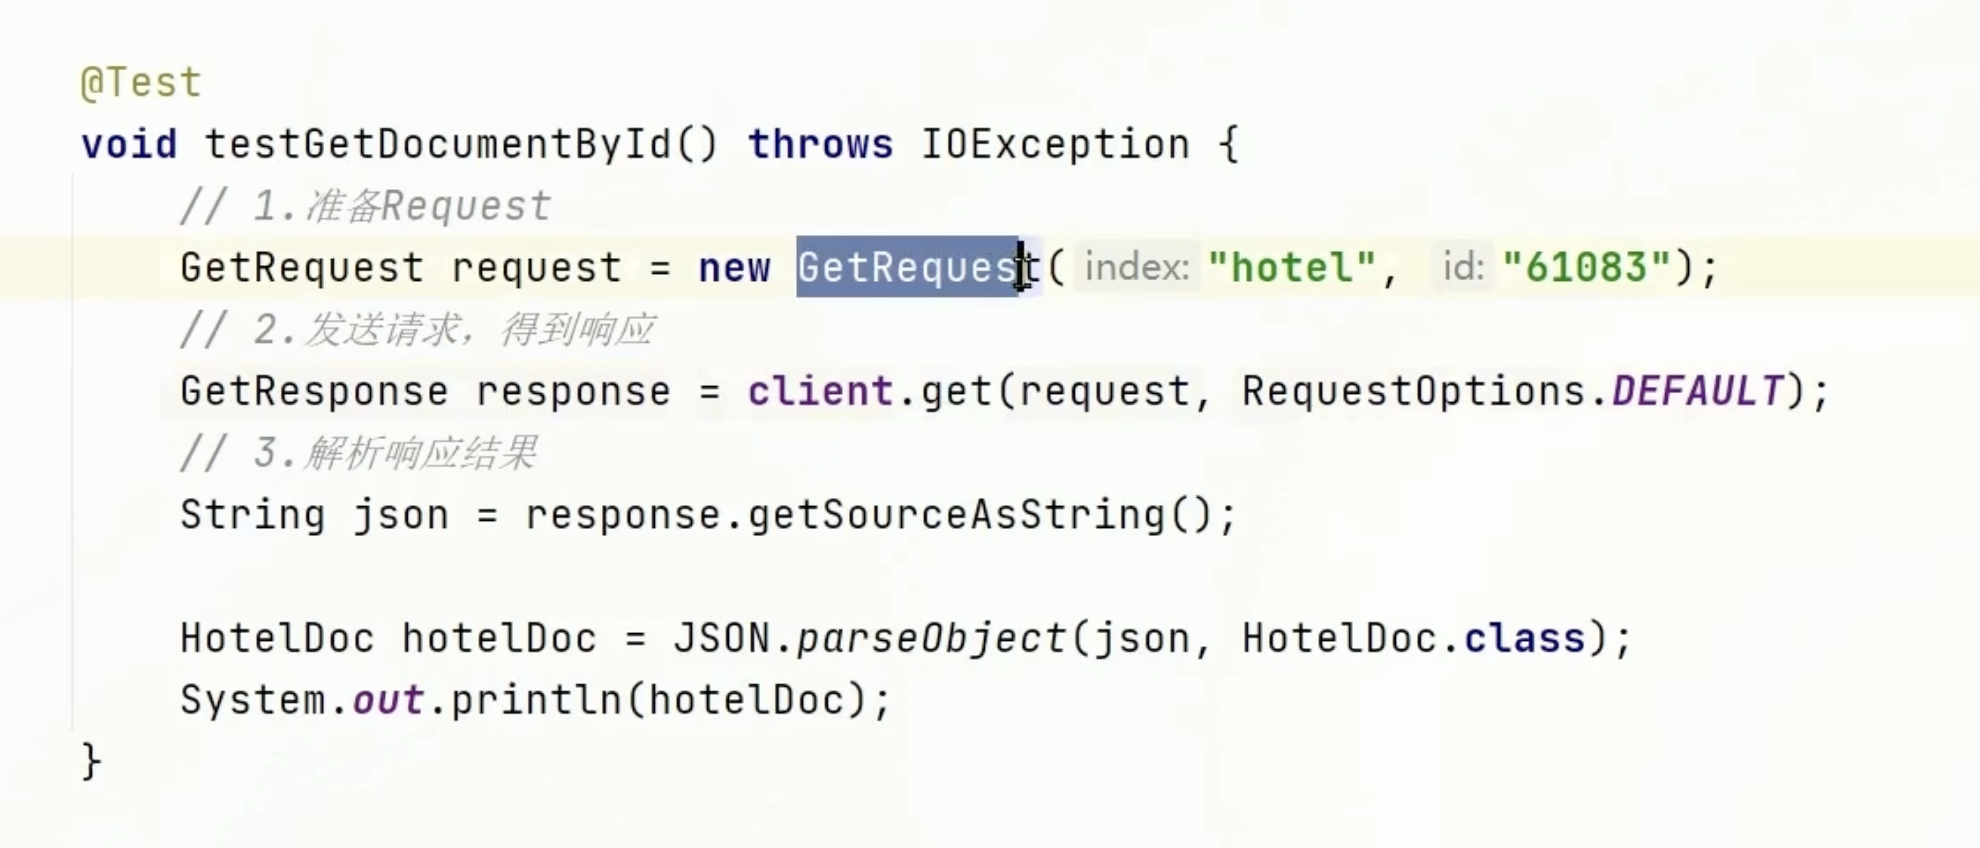 @Test
void testGetDocumentById() throws IOException {
// 1.准备Request
GetRequest request = new GetRequest( index: "hotel", id: "61083");
// 2.发送请求，得到响应
GetResponse response = client.get(request, RequestOptions.DEFAULT);
// 3.解析响应结果
String json = response.getSourceAsString();
HotelDoc hotelDoc = JSON.parseObject(json, HotelDoc.class);
System.out.println(hotelDoc);
}